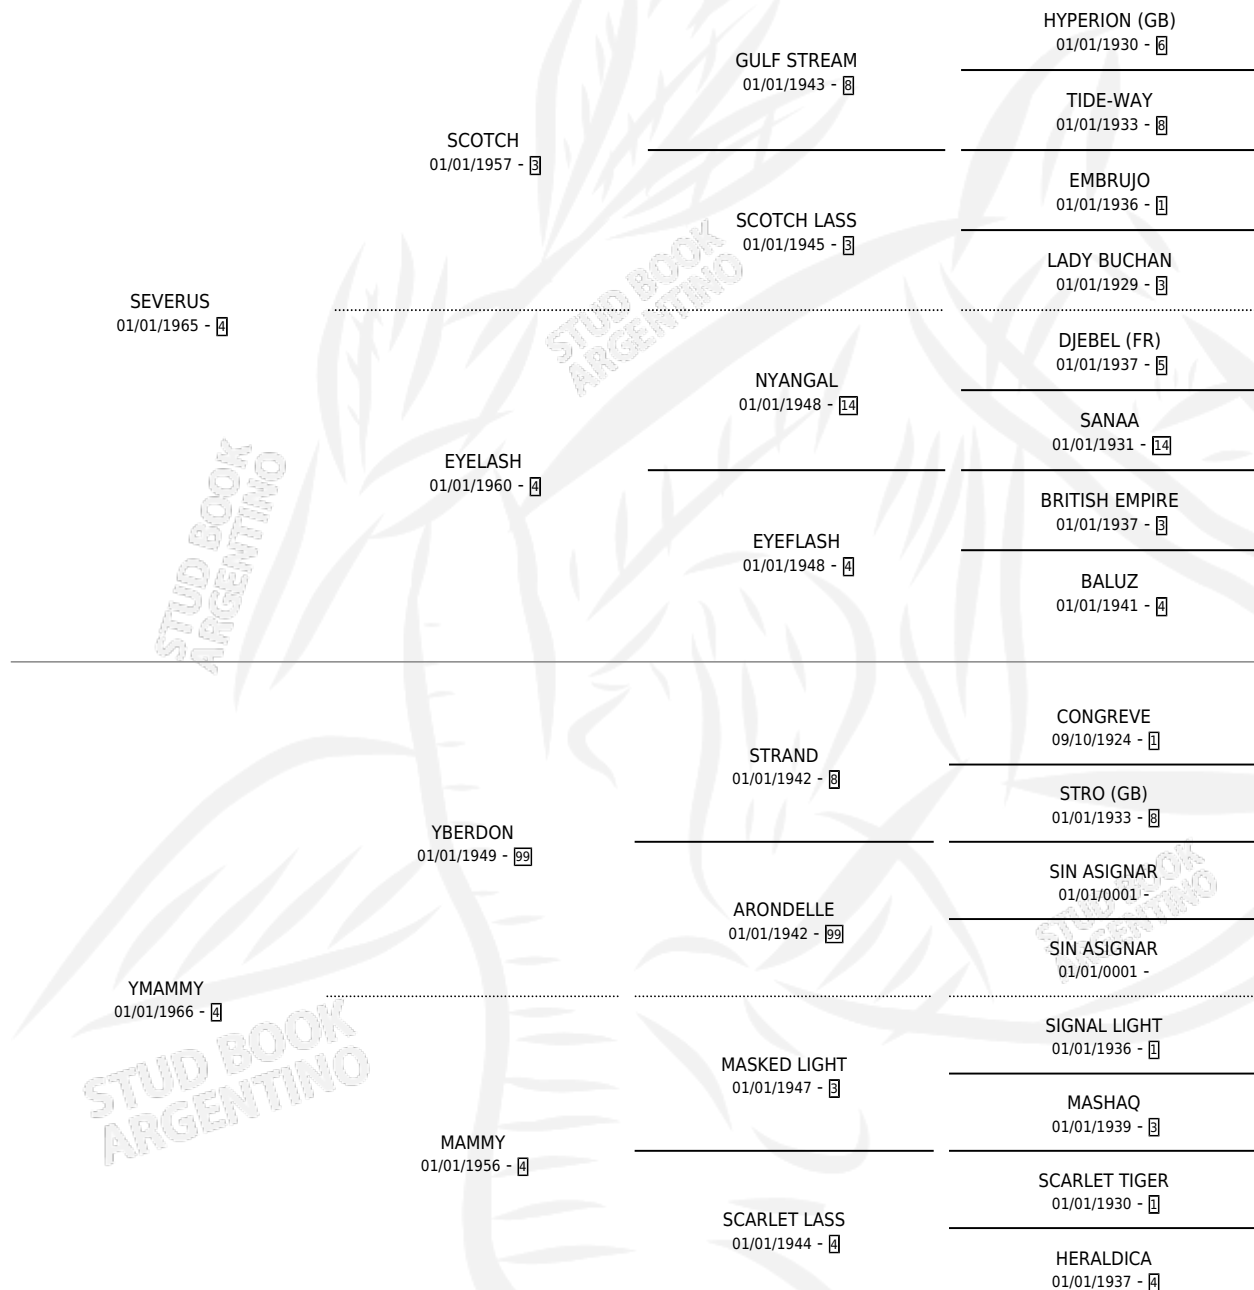 HYPERION (GB)
01/01/1930 - 6
GULF STREAM
01/01/1943 - 8
TIDE-WAY
01/01/1933 - 8
SCOTCH
01/01/1957 - 3
EMBRUJO
01/01/1936 - 1
SCOTCH LASS
01/01/1945 - 3
LADY BUCHAN
01/01/1929 - 3
SEVERUS
01/01/1965 - 4
DJEBEL (FR)
01/01/1937 - 5
NYANGAL
01/01/1948 - 14
SANAA
01/01/1931 - 14
EYELASH
01/01/1960 - 4
BRITISH EMPIRE
01/01/1937 - 3
EYEFLASH
01/01/1948 - 4
BALUZ
01/01/1941 - 4
CONGREVE
09/10/1924 - 1
STRAND
01/01/1942 - 8
STRO (GB)
01/01/1933 - 8
YBERDON
01/01/1949 - 99
SIN ASIGNAR
01/01/0001 -
ARONDELLE
01/01/1942 - 99
SIN ASIGNAR
01/01/0001 -
YMAMMY
01/01/1966 - 4
SIGNAL LIGHT
01/01/1936 - 1
MASKED LIGHT
01/01/1947 - 3
MASHAQ
01/01/1939 - 3
MAMMY
01/01/1956 - 4
SCARLET TIGER
01/01/1930 - 1
SCARLET LASS
01/01/1944 - 4
HERALDICA
01/01/1937 - 4
STUD BOOK
ARGENTINO
STUD BOOK
ARGENTINO
STUD BOOK
ARGENTINO
STUD BOOK
ARGENTINO